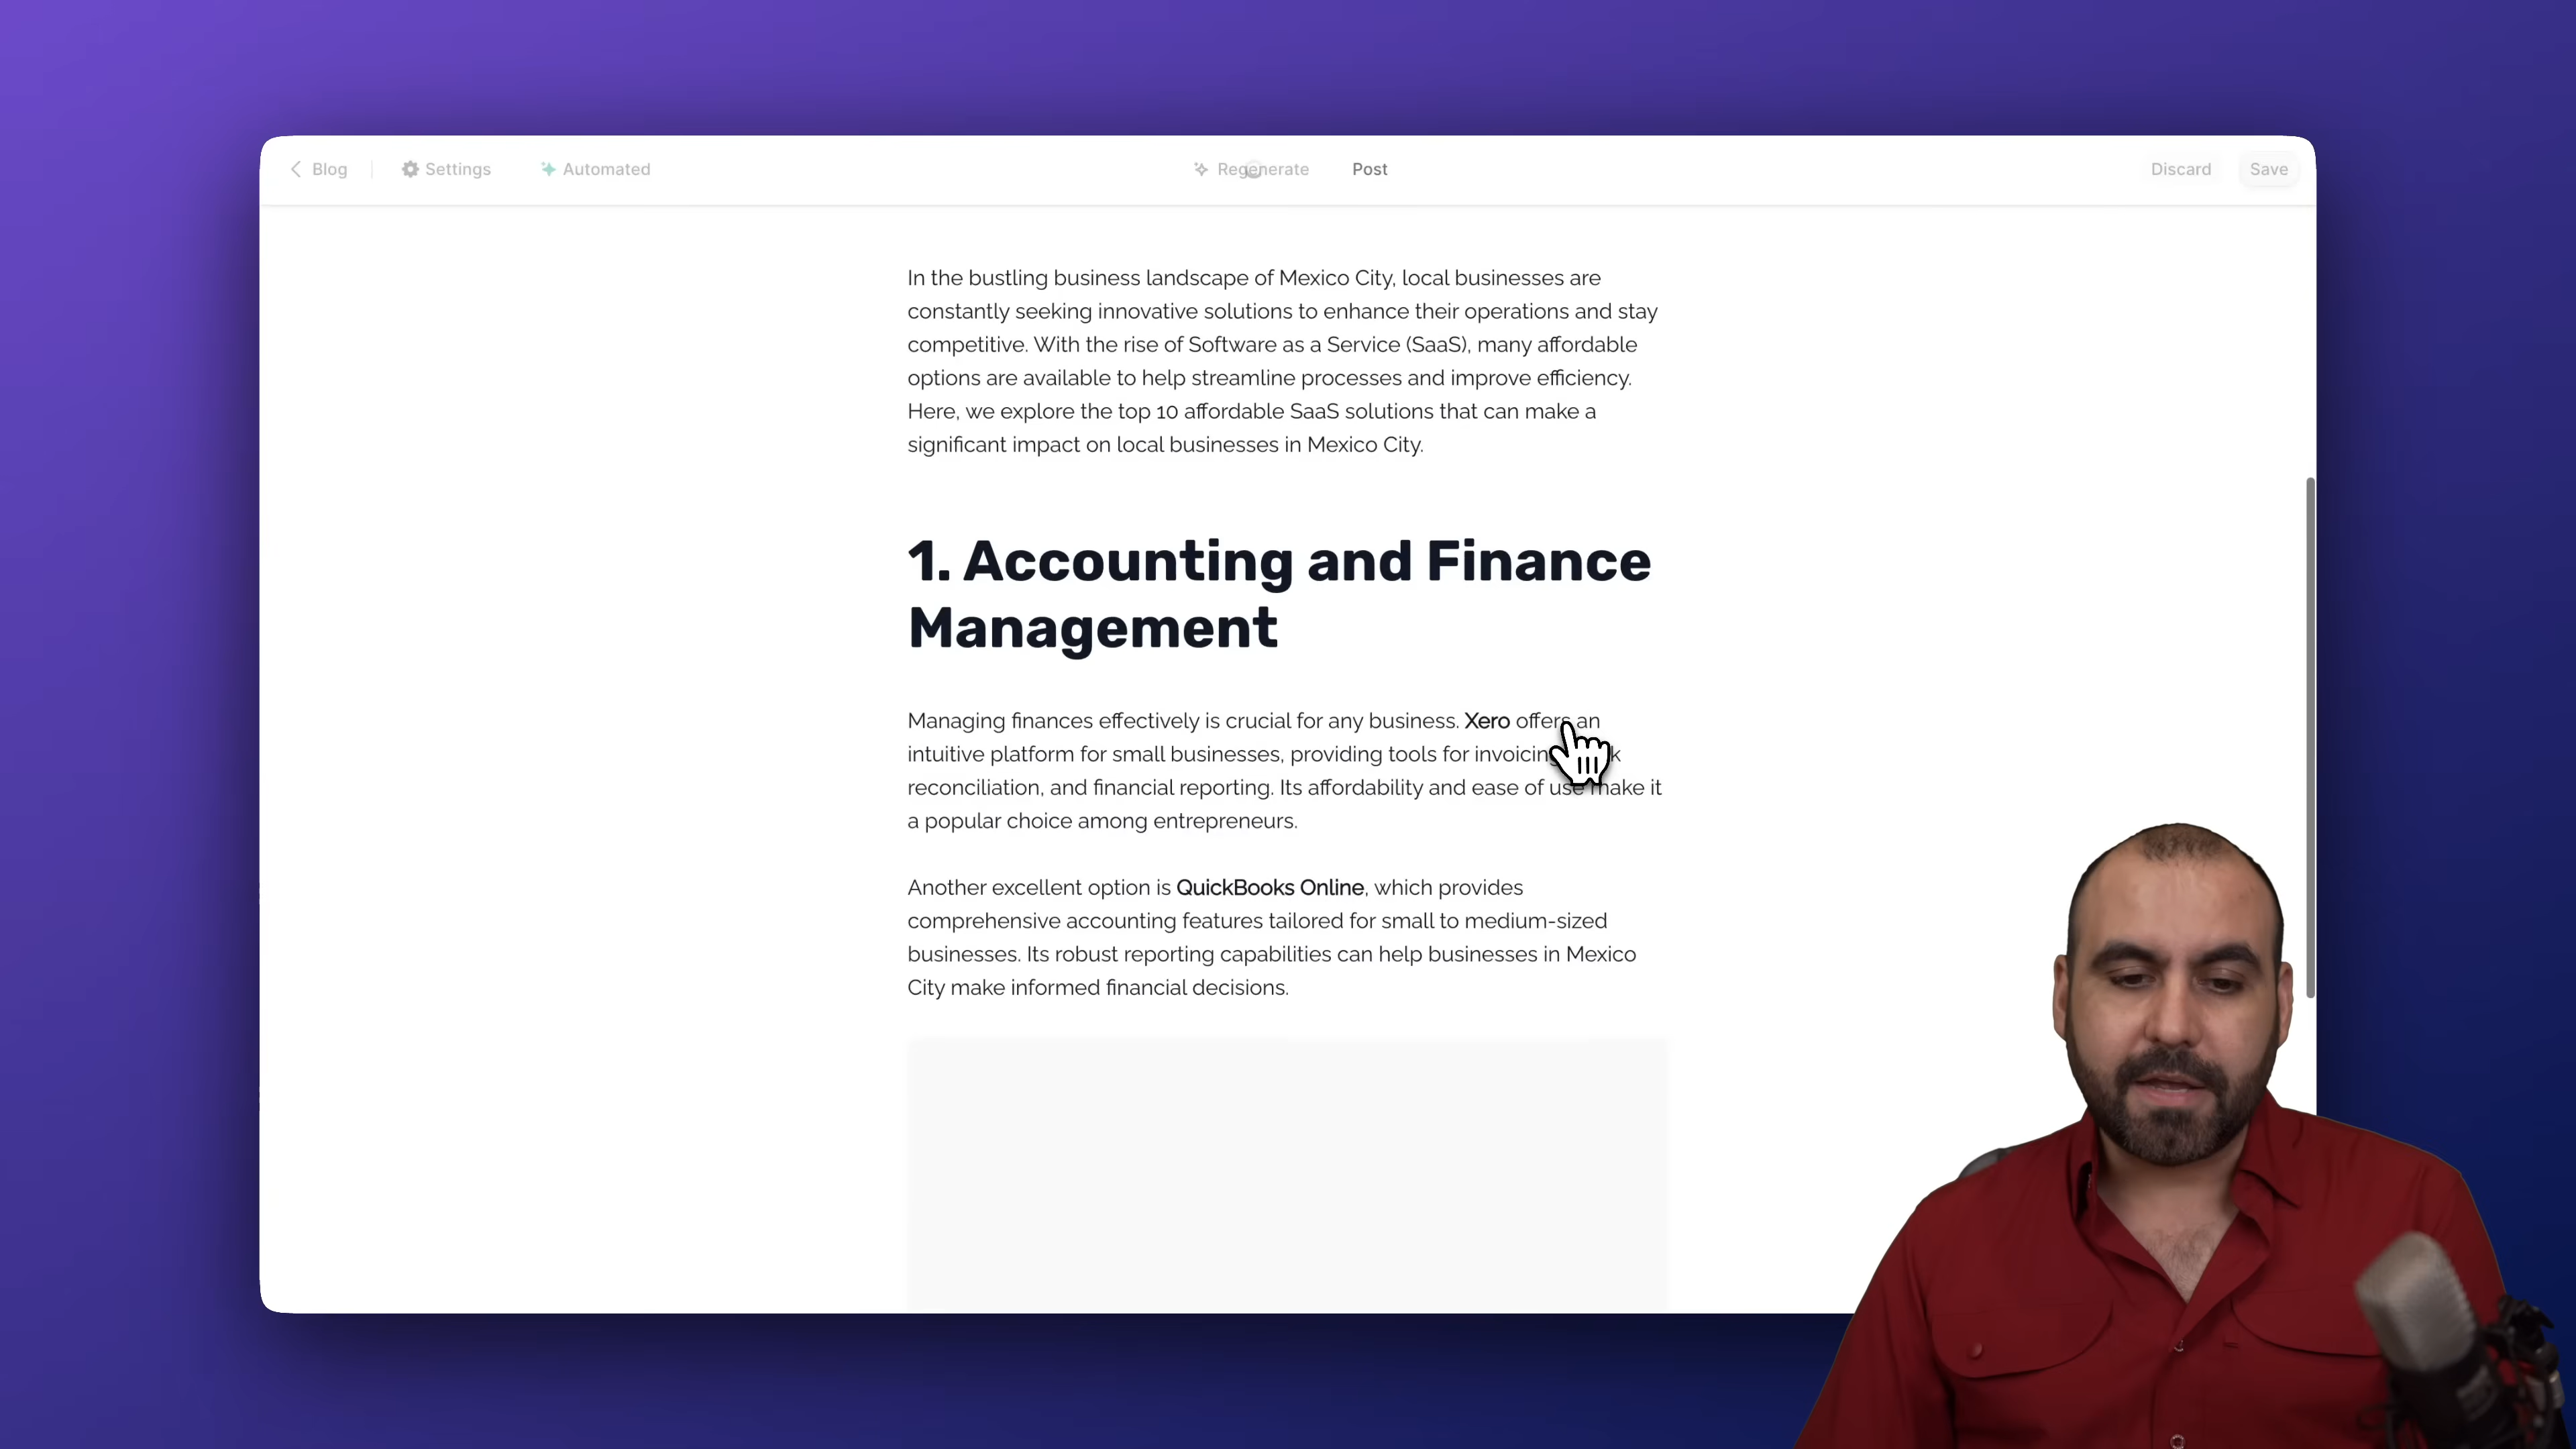 Blog
Settings
Automated
Regenerate
Post
Discard
Save
In the bustling business landscape of Mexico City, local businesses are
constantly seeking innovative solutions to enhance their operations and stay
competitive. With the rise of Software as a Service (SaaS), many affordable
options are available to help streamline processes and improve efficiency.
Here, we explore the top 10 affordable SaaS solutions that can make a
significant impact on local businesses in Mexico City.
1. Accounting and Finance
Management
Managing finances effectively is crucial for any business. Xero offers an
intuitive platform for small businesses, providing tools for invoicing
reconciliation, and financial reporting. Its affordability and ease of use make it
a popular choice among entrepreneurs.
Another excellent option is QuickBooks Online, which provides
comprehensive accounting features tailored for small to medium-sized
businesses. Its robust reporting capabilities can help businesses in Mexico
City make informed financial decisions.